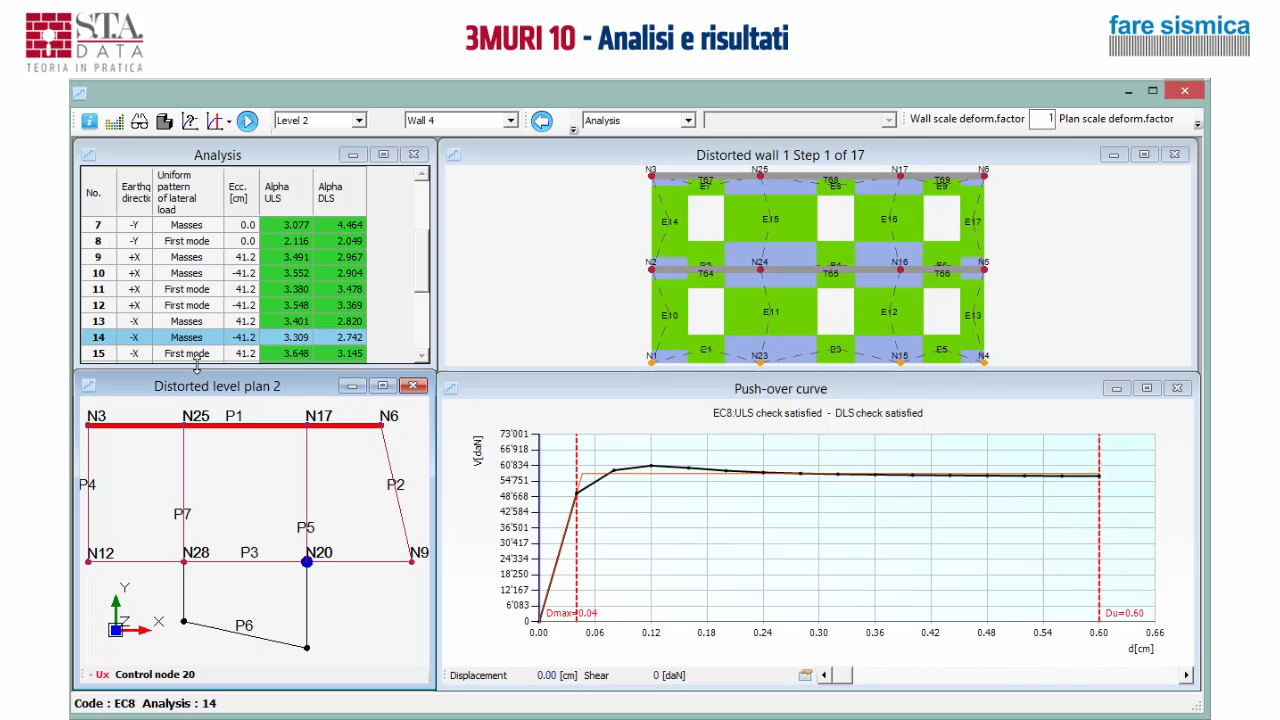 S.T.A.
DATA
TEORIA IN PRATICA
3MURI 10 - Analisi e risultati
fare sismica
Level 2
Wall 4
Analysis
Wall scale deform.factor
1
Plan scale deform.factor
Analysis
No.
Uniform
pattern
of lateral
load
Ecc.
[cm]
Alpha
ULS
Alpha
DLS
7 -Y Masses 0.0 3.077 4.464
8 -Y First mode 0.0 2.116 2.049
9 +X Masses 41.2 3.491 2.967
10 +X Masses -41.2 3.552 2.904
11 +X First mode 41.2 3.380 3.478
12 +X First mode -41.2 3.548 3.369
13 -X Masses 41.2 3.401 2.820
14 -X Masses -41.2 3.309 2.742
15 -X First mode 41.2 3.648 3.145
Distorted wall 1 Step 1 of 17
N3 N25 N17 N6
T67 T68 T69
E7 E8 E9
E14 E15 E16 E17
N2 N24 N16 N5
T64 T65 T66
E10 E11 E12 E13
E1 E3 E5
N1 N23 N15 N4
Distorted level plan 2
N3 N25 P1 N17 N6
P4 P2
P7 P5
N12 N28 P3 N20 N9
Y
Z X
P6
- Ux Control node 20
Push-over curve
EC8:ULS check satisfied - DLS check satisfied
V[daN]
73'001
66'918
60'834
54'751
48'668
42'584
36'501
30'417
24'334
18'250
12'167
6'083
0
Dmax=0.04
Du=0.60
0.00 0.06 0.12 0.18 0.24 0.30 0.36 0.42 0.48 0.54 0.60 0.66
d[cm]
Displacement 0.00 [cm] Shear 0 [daN]
Code : EC8 Analysis : 14